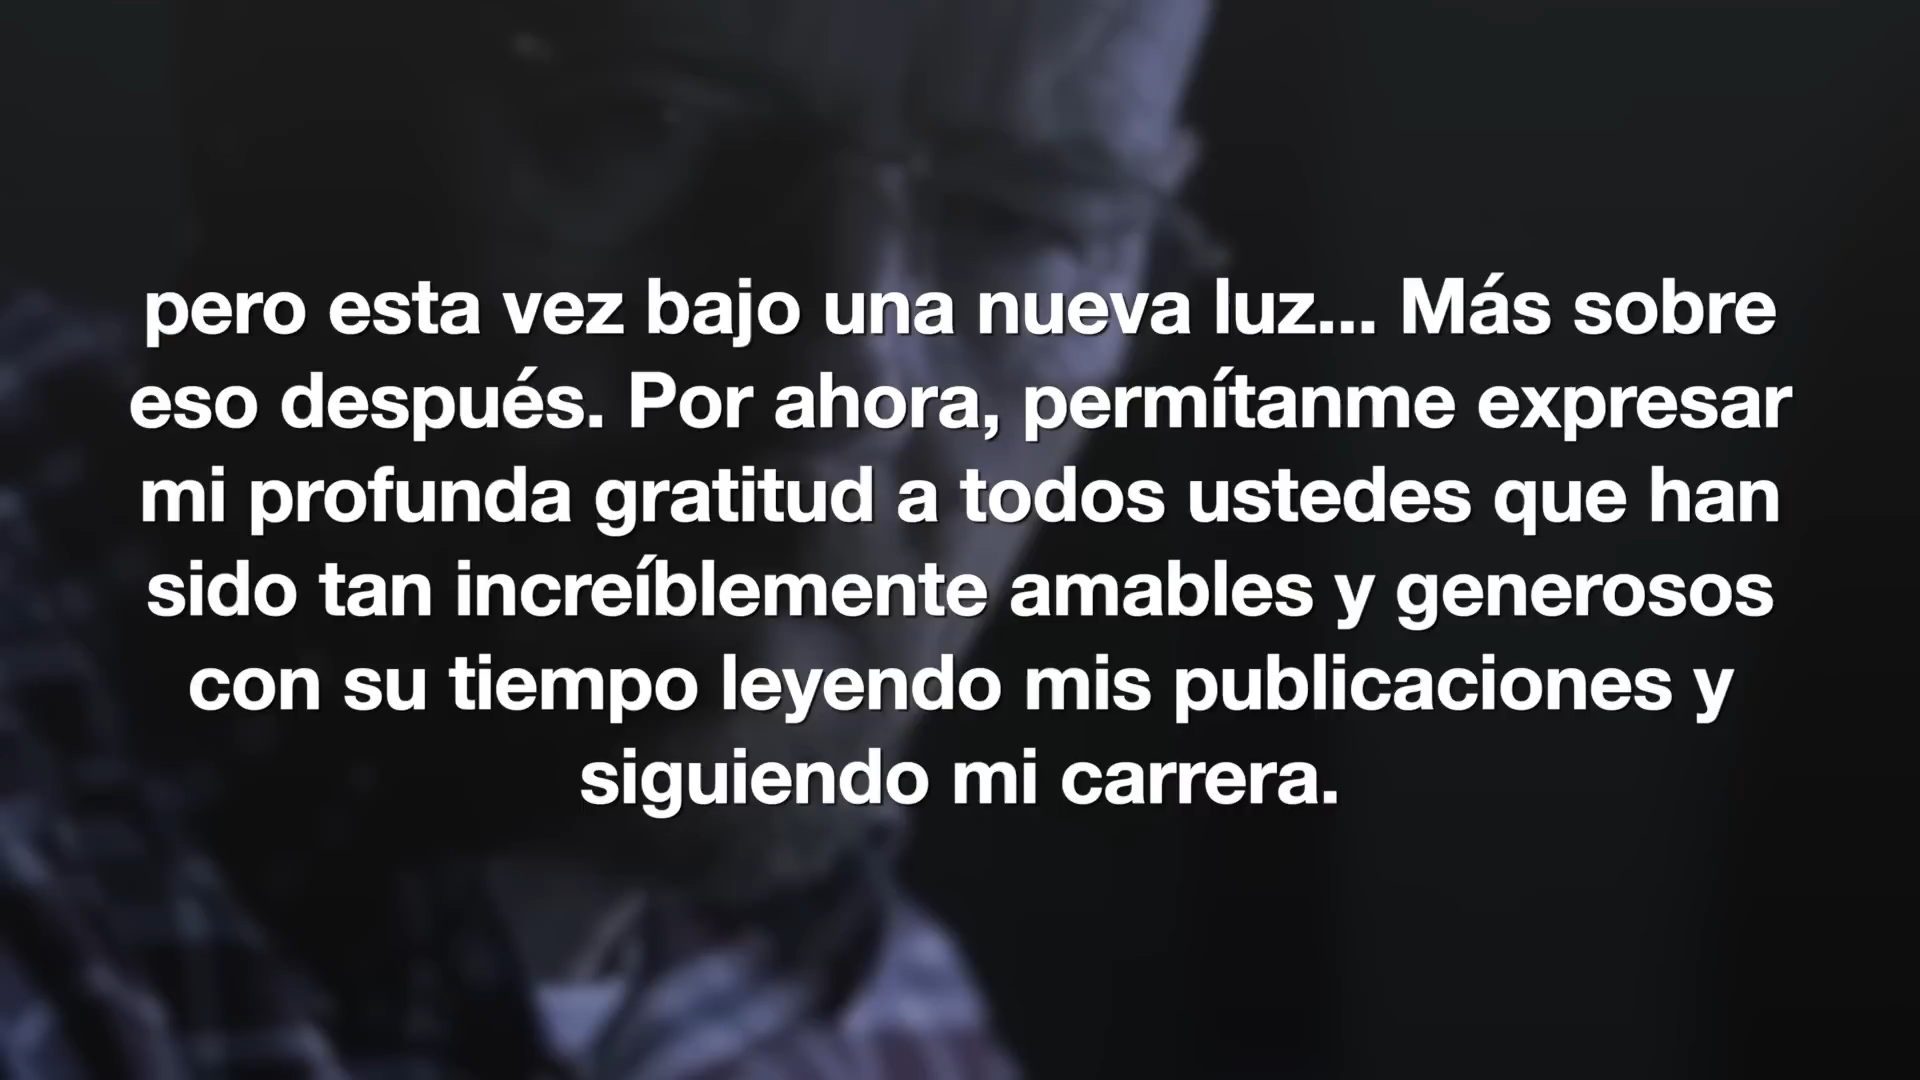 pero esta vez bajo una nueva luz... Más sobre
eso después. Por ahora, permítanme expresar
mi profunda gratitud a todos ustedes que han
sido tan increíblemente amables y generosos
con su tiempo leyendo mis publicaciones y
siguiendo mi carrera.